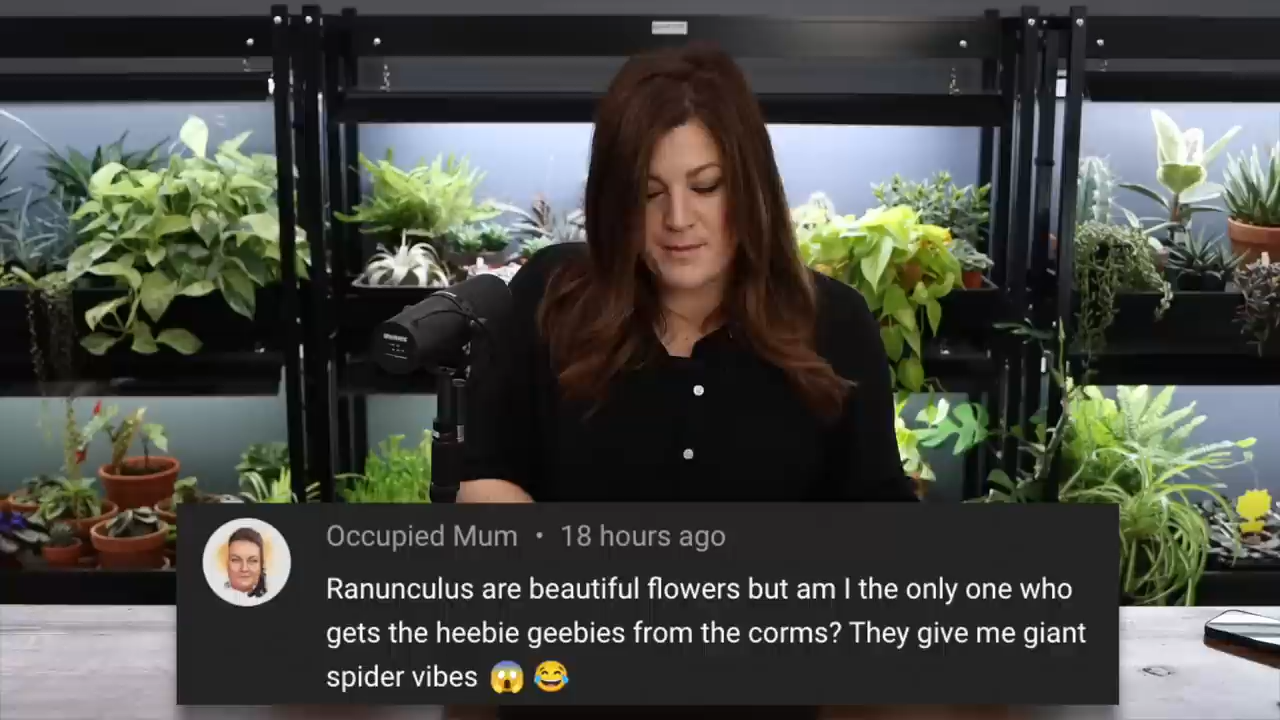 Occupied Mum • 18 hours ago
Ranunculus are beautiful flowers but am I the only one who
gets the heebie geebies from the corms? They give me giant
spider vibes 😱 😂